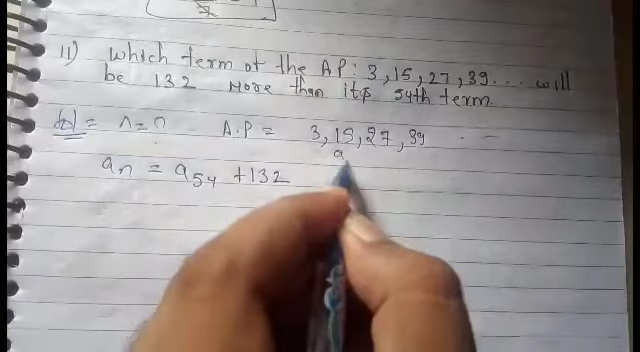 11) Which term of the AP: 3, 15, 27, 39... will
be 132 more than its 54th term.
n = n A.P = 3, 15, 27, 39 - -
a
an = a54 + 132